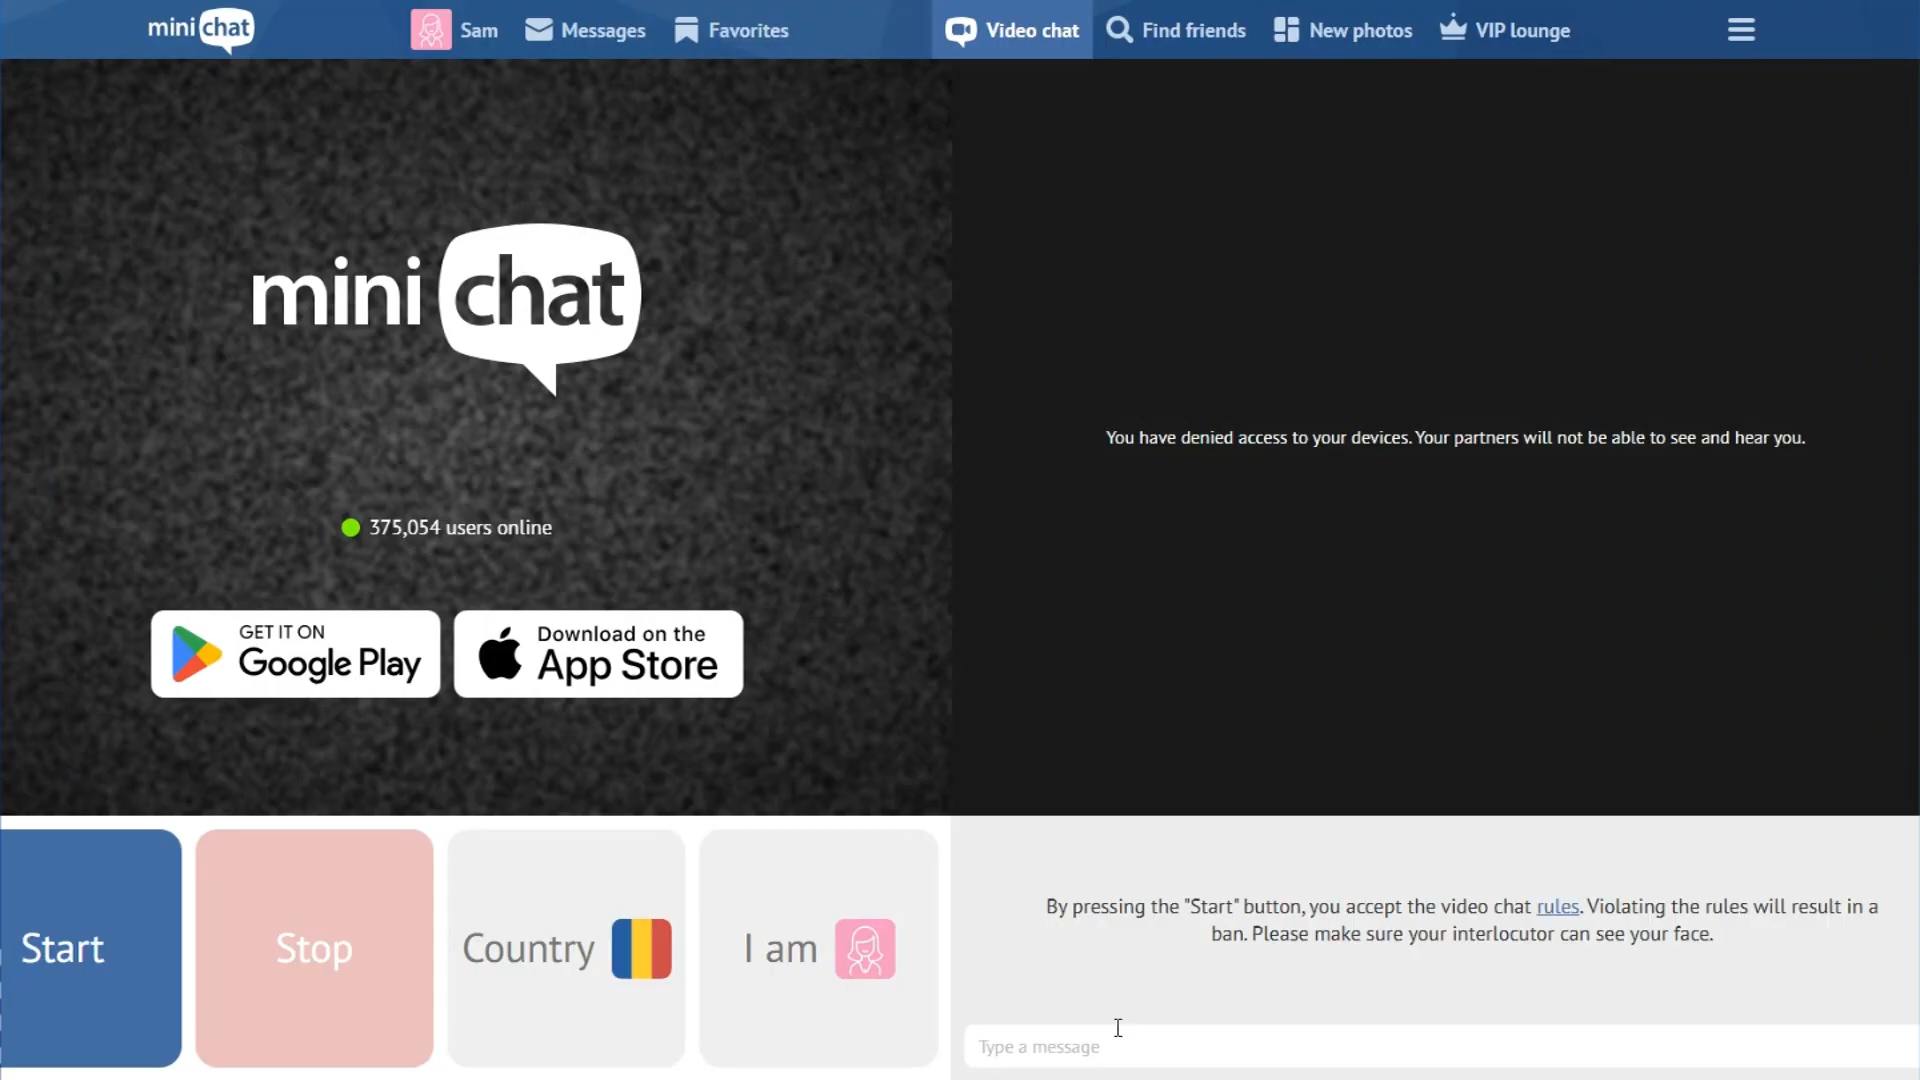 mini chat
Sam
Messages
Favorites
Video chat
Find friends
New photos
VIP lounge
mini chat
375,054 users online
GET IT ON
Google Play
Download on the
App Store
You have denied access to your devices. Your partners will not be able to see and hear you.
Start
Stop
Country
I am
By pressing the "Start" button, you accept the video chat rules. Violating the rules will result in a
ban. Please make sure your interlocutor can see your face.
Type a message